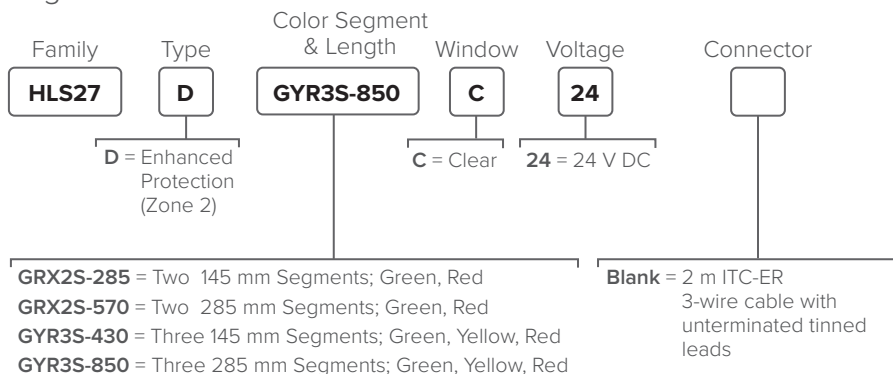 Color Segment
& Length
Family
Type
Window
Voltage
Connector
HLS27
D
GYR3S-850
C
24
D = Enhanced
Protection
(Zone 2)
C = Clear
24 = 24 V DC
GRX2S-285 = Two 145 mm Segments; Green, Red
GRX2S-570 = Two 285 mm Segments; Green, Red
GYR3S-430 = Three 145 mm Segments; Green, Yellow, Red
GYR3S-850 = Three 285 mm Segments; Green, Yellow, Red
Blank = 2 m ITC-ER
3-wire cable with
unterminated tinned
leads